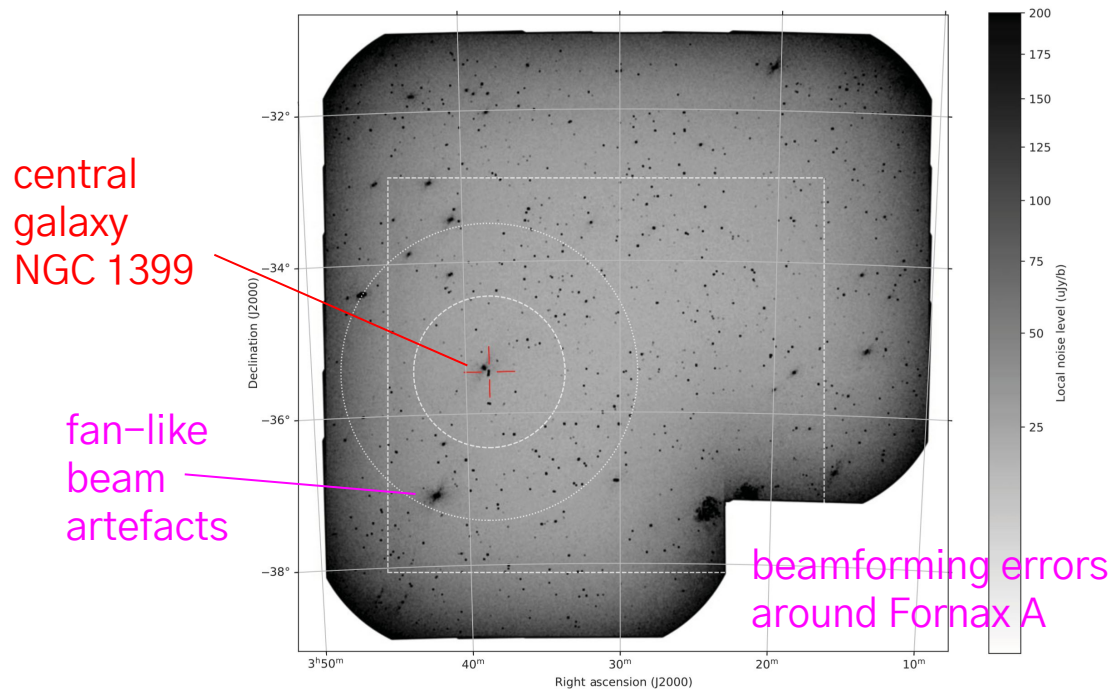 central
galaxy
NGC 1399
fan-like
beam
artefacts
beamforming errors
around Fornax A
−32°
−34°
−36°
−38°
Declination (J2000)
3ʰ50ᵐ
40ᵐ
30ᵐ
20ᵐ
10ᵐ
Right ascension (J2000)
200
175
150
125
100
75
50
25
Local noise level (uJy/b)